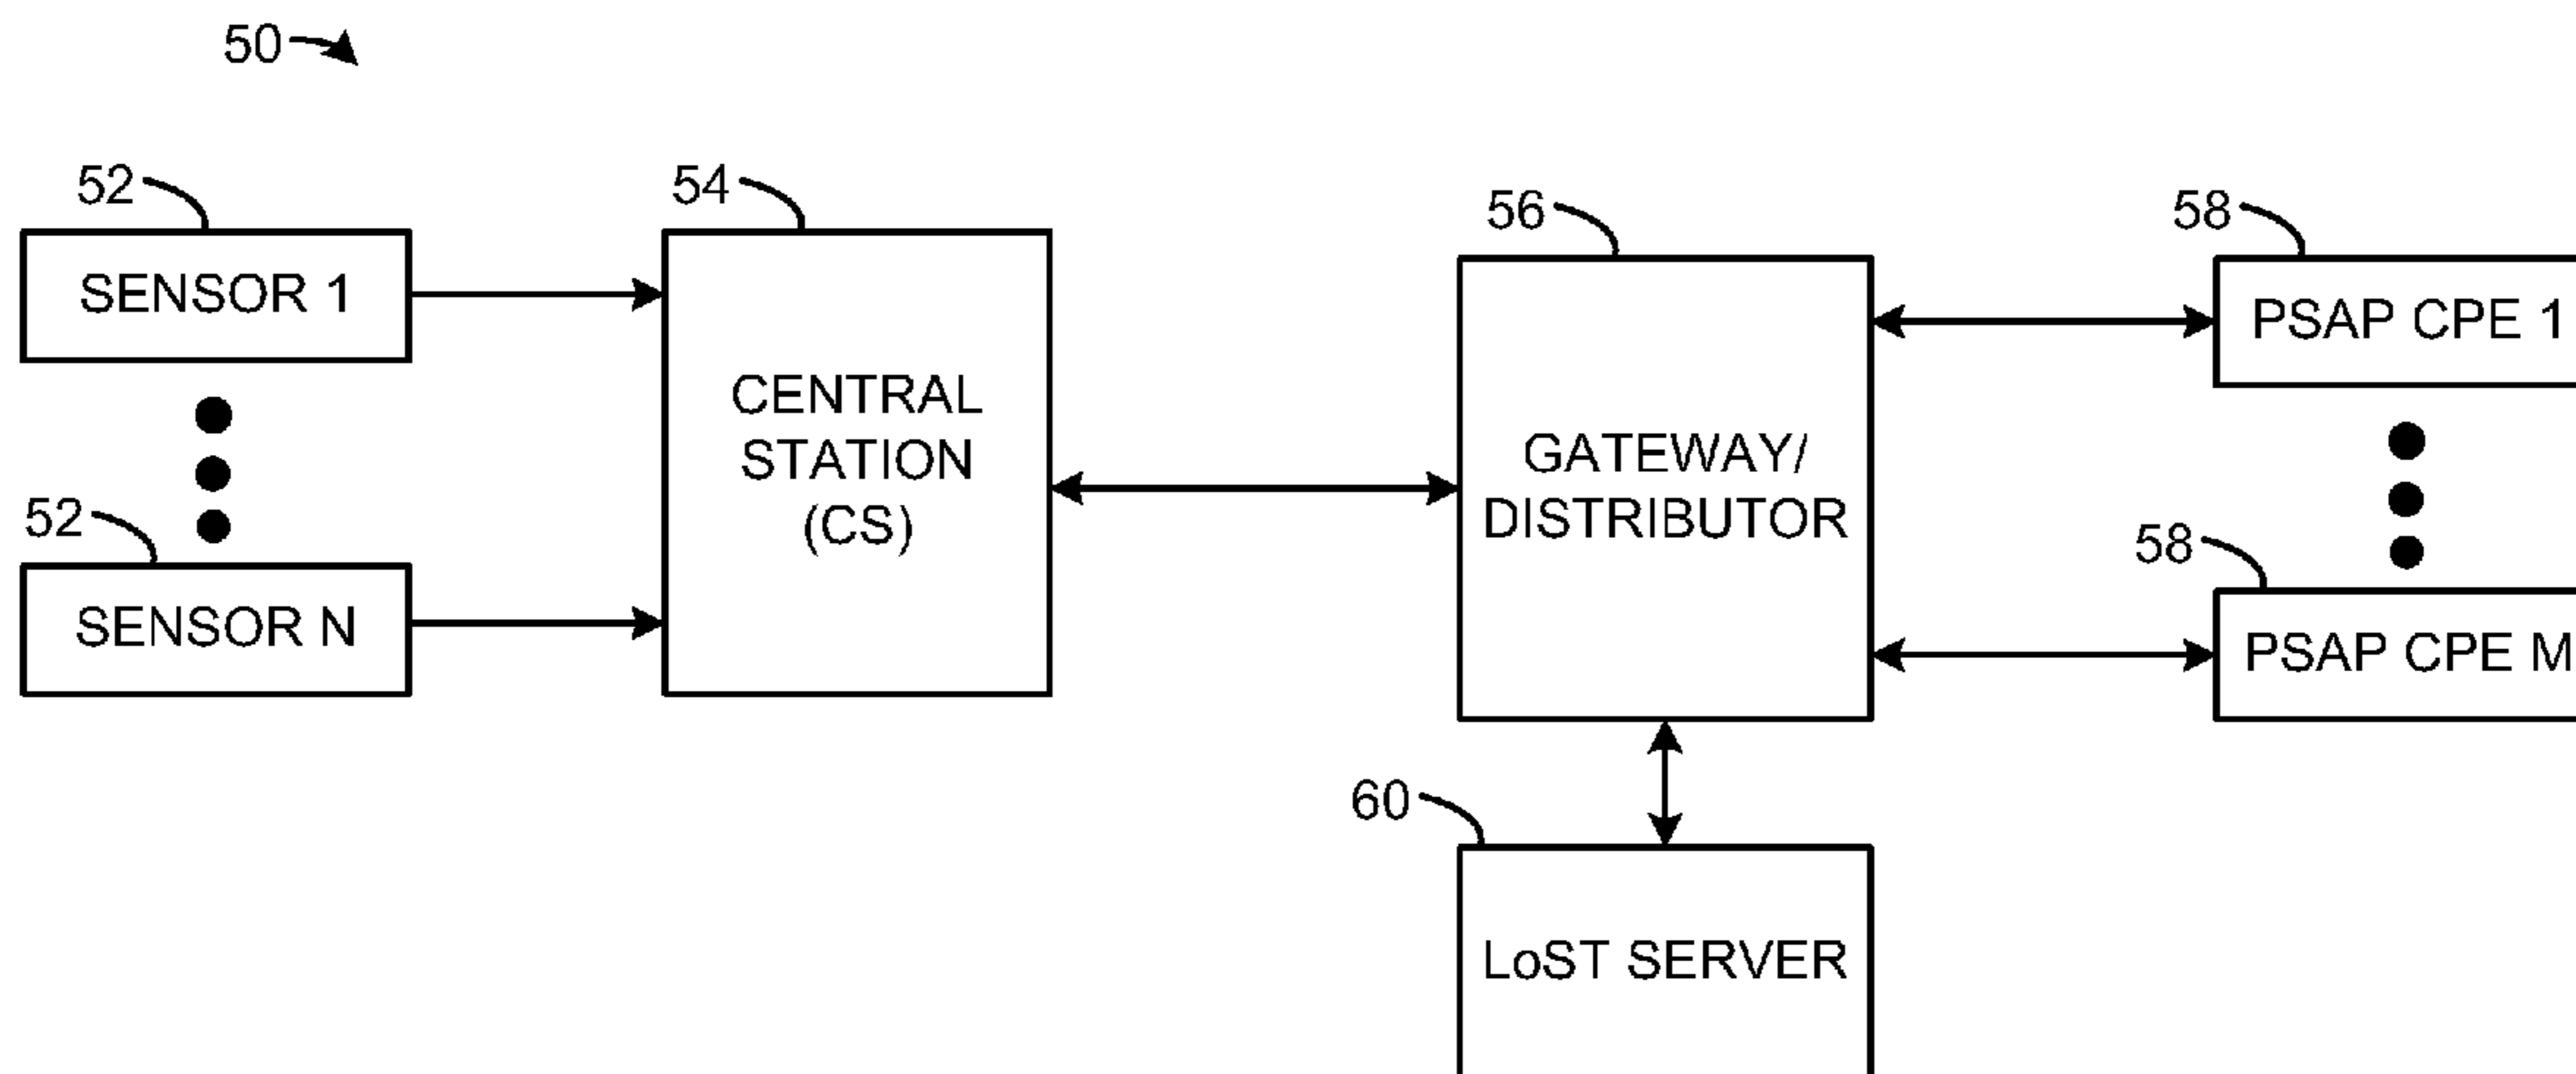 50
52
SENSOR 1
52
SENSOR N
54
CENTRAL
STATION
(CS)
56
GATEWAY/
DISTRIBUTOR
58
PSAP CPE 1
58
PSAP CPE M
60
LoST SERVER